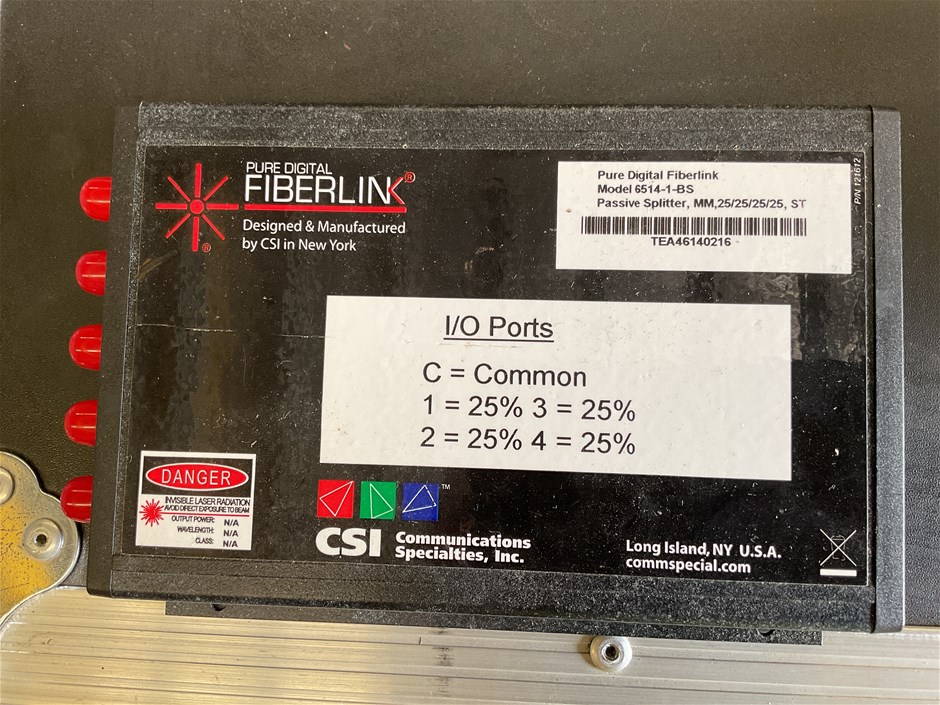 PURE DIGITAL
FIBERLINK®
®
Designed & Manufactured
by CSI in New York
Pure Digital Fiberlink
Model 6514-1-BS
Passive Splitter, MM,25/25/25/25, ST
TEA46140216
P/N 121612
I/O Ports
C = Common
1 = 25% 3 = 25%
2 = 25% 4 = 25%
DANGER
INVISIBLE LASER RADIATION
AVOID DIRECT EXPOSURE TO BEAM
OUTPUT POWER: N/A
WAVELENGTH: N/A
CLASS: N/A
TM
CSI Communications
Specialties, Inc.
Long Island, NY U.S.A.
commspecial.com